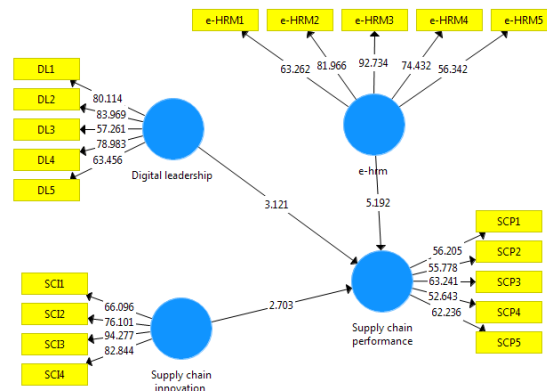 e-HRM1
e-HRM2
e-HRM3
e-HRM4
e-HRM5
63.262
81.966
92.734
74.432
56.342
e-hrm
DL1
DL2
DL3
DL4
DL5
80.114
83.969
57.261
78.983
63.456
Digital leadership
3.121
5.192
2.703
SCI1
SCI2
SCI3
SCI4
66.096
76.101
94.277
82.844
Supply chain
innovation
SCP1
SCP2
SCP3
SCP4
SCP5
56.205
55.778
63.241
52.643
62.236
Supply chain
performance